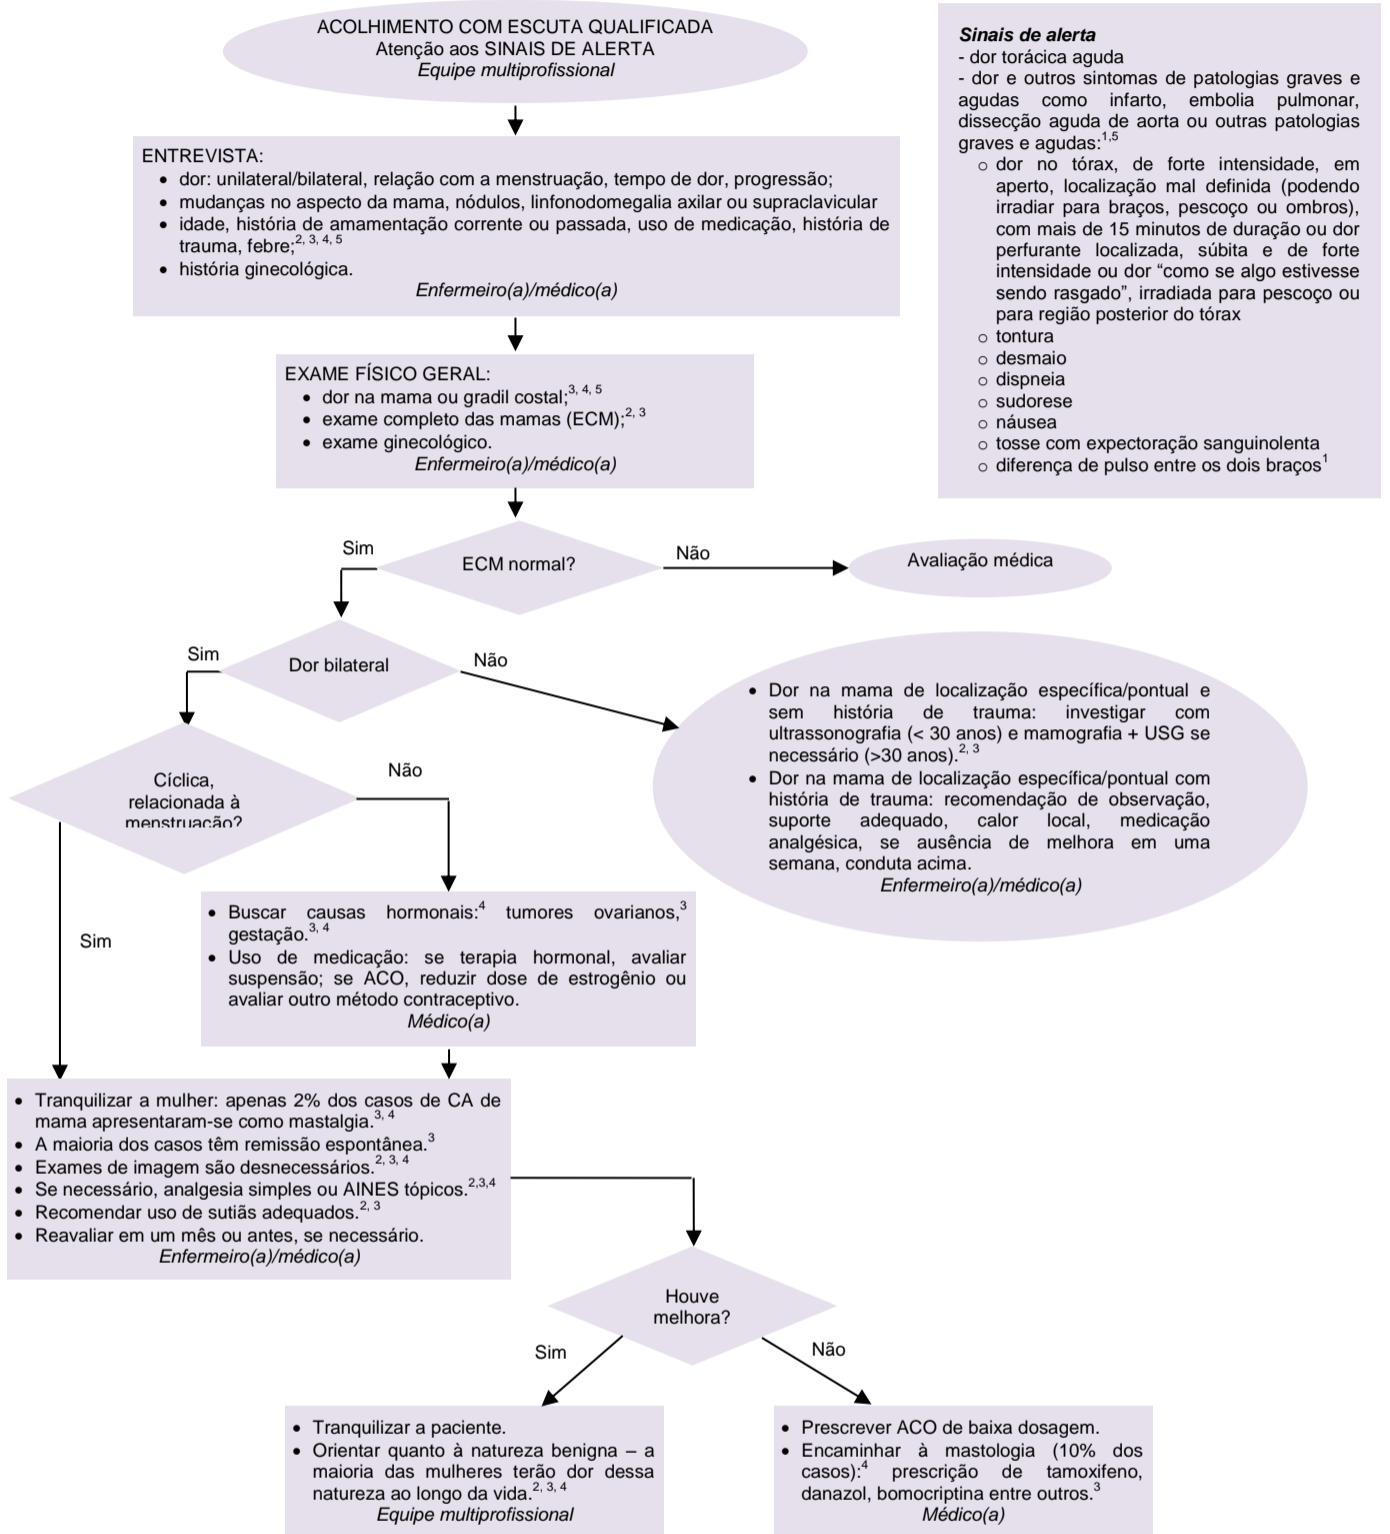 ACOLHIMENTO COM ESCUTA QUALIFICADA
Atenção aos SINAIS DE ALERTA
Equipe multiprofissional
Sinais de alerta
- dor torácica aguda
- dor e outros sintomas de patologias graves e
agudas como infarto, embolia pulmonar,
dissecção aguda de aorta ou outras patologias
graves e agudas:1,5
o dor no tórax, de forte intensidade, em
aperto, localização mal definida (podendo
irradiar para braços, pescoço ou ombros),
com mais de 15 minutos de duração ou dor
perfurante localizada, súbita e de forte
intensidade ou dor “como se algo estivesse
sendo rasgado”, irradiada para pescoço ou
para região posterior do tórax
o tontura
o desmaio
o dispneia
o sudorese
o náusea
o tosse com expectoração sanguinolenta
o diferença de pulso entre os dois braços1
ENTREVISTA:
• dor: unilateral/bilateral, relação com a menstruação, tempo de dor, progressão;
• mudanças no aspecto da mama, nódulos, linfonodomegalia axilar ou supraclavicular
• idade, história de amamentação corrente ou passada, uso de medicação, história de
trauma, febre;2, 3, 4, 5
• história ginecológica.
Enfermeiro(a)/médico(a)
EXAME FÍSICO GERAL:
• dor na mama ou gradil costal;3, 4, 5
• exame completo das mamas (ECM);2, 3
• exame ginecológico.
Enfermeiro(a)/médico(a)
Sim
ECM normal?
Não
Avaliação médica
Sim
Dor bilateral
Não
• Dor na mama de localização específica/pontual e
sem história de trauma: investigar com
ultrassonografia (< 30 anos) e mamografia + USG se
necessário (>30 anos).2, 3
• Dor na mama de localização específica/pontual com
história de trauma: recomendação de observação,
suporte adequado, calor local, medicação
analgésica, se ausência de melhora em uma
semana, conduta acima.
Enfermeiro(a)/médico(a)
Cíclica,
relacionada à
menstruação?
Não
Sim
• Buscar causas hormonais:4 tumores ovarianos,3
gestação.3, 4
• Uso de medicação: se terapia hormonal, avaliar
suspensão; se ACO, reduzir dose de estrogênio ou
avaliar outro método contraceptivo.
Médico(a)
• Tranquilizar a mulher: apenas 2% dos casos de CA de
mama apresentaram-se como mastalgia.3, 4
• A maioria dos casos têm remissão espontânea.3
• Exames de imagem são desnecessários.2, 3, 4
• Se necessário, analgesia simples ou AINES tópicos.2,3,4
• Recomendar uso de sutiãs adequados.2, 3
• Reavaliar em um mês ou antes, se necessário.
Enfermeiro(a)/médico(a)
Houve
melhora?
Sim
Não
• Tranquilizar a paciente.
• Orientar quanto à natureza benigna – a
maioria das mulheres terão dor dessa
natureza ao longo da vida.2, 3, 4
Equipe multiprofissional
• Prescrever ACO de baixa dosagem.
• Encaminhar à mastologia (10% dos
casos):4 prescrição de tamoxifeno,
danazol, bomocriptina entre outros.3
Médico(a)